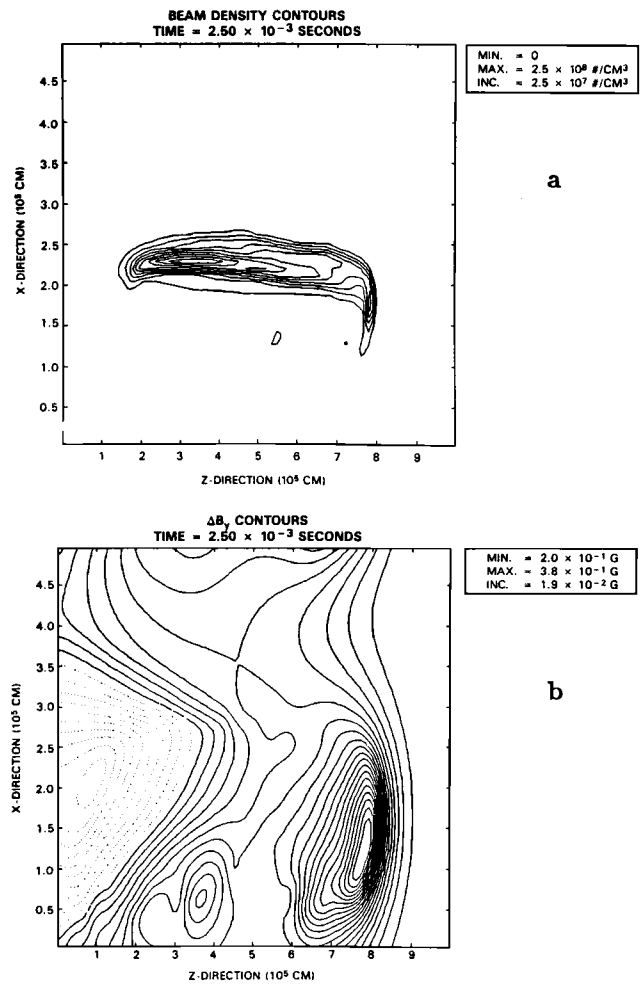 BEAM DENSITY CONTOURS
TIME = 2.50 × 10⁻³ SECONDS
MIN. = 0
MAX. = 2.5 × 10⁸ #/CM³
INC. = 2.5 × 10⁷ #/CM³
a
X-DIRECTION (10⁵ CM)
4.5
4.0
3.5
3.0
2.5
2.0
1.5
1.0
0.5
1 2 3 4 5 6 7 8 9
Z-DIRECTION (10⁵ CM)
ΔBy CONTOURS
TIME = 2.50 × 10⁻³ SECONDS
MIN. = 2.0 × 10⁻¹ G
MAX. = 3.8 × 10⁻¹ G
INC. = 1.9 × 10⁻² G
b
X-DIRECTION (10⁵ CM)
4.5
4.0
3.5
3.0
2.5
2.0
1.5
1.0
0.5
1 2 3 4 5 6 7 8 9
Z-DIRECTION (10⁵ CM)